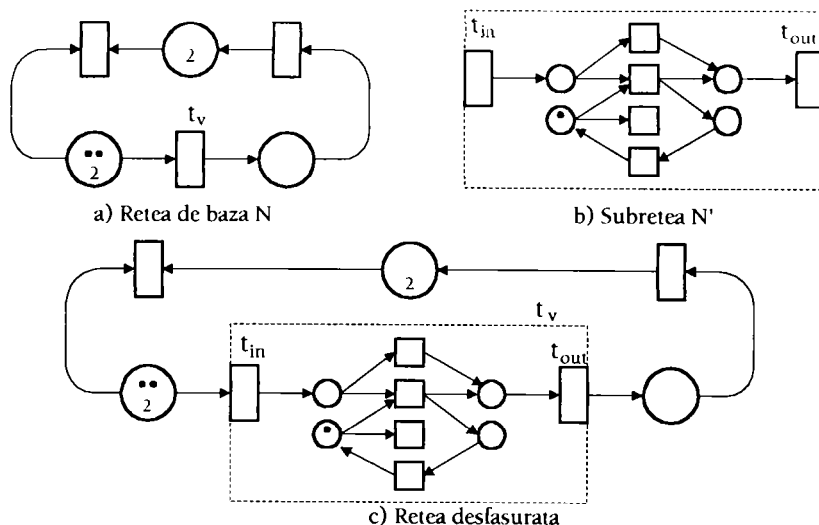 2
t_v
2
a) Retea de baza N
t_in
t_out
b) Subretea N'
2
t_v
t_in
t_out
2
c) Retea desfasurata